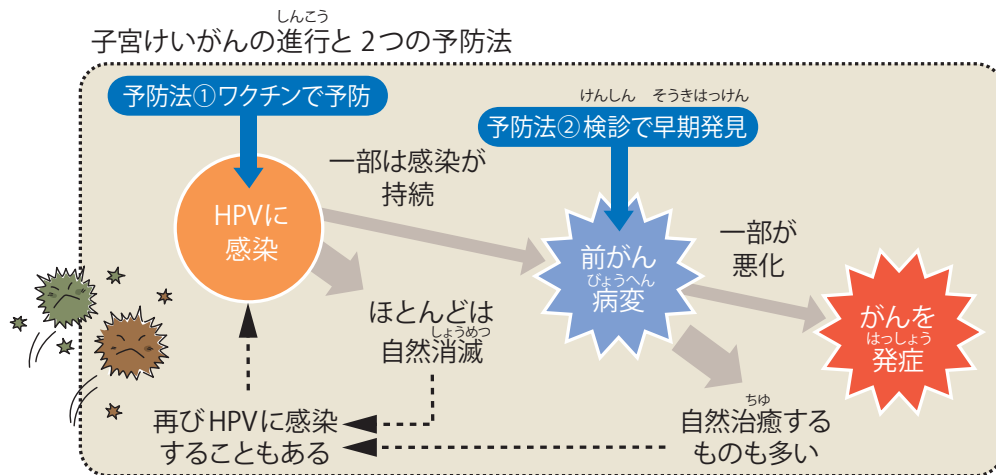 しんこう
子宮けいがんの進行と2つの予防法
予防法①ワクチンで予防
けんしん そうきはっけん
予防法②検診で早期発見
一部は感染が
持続
HPVに
感染
前がん
びょうへん
病変
一部が
悪化
がんを
はっしょう
発症
ほとんどは
しょうめつ
自然消滅
ちゆ
自然治癒する
ものも多い
再びHPVに感染
することもある